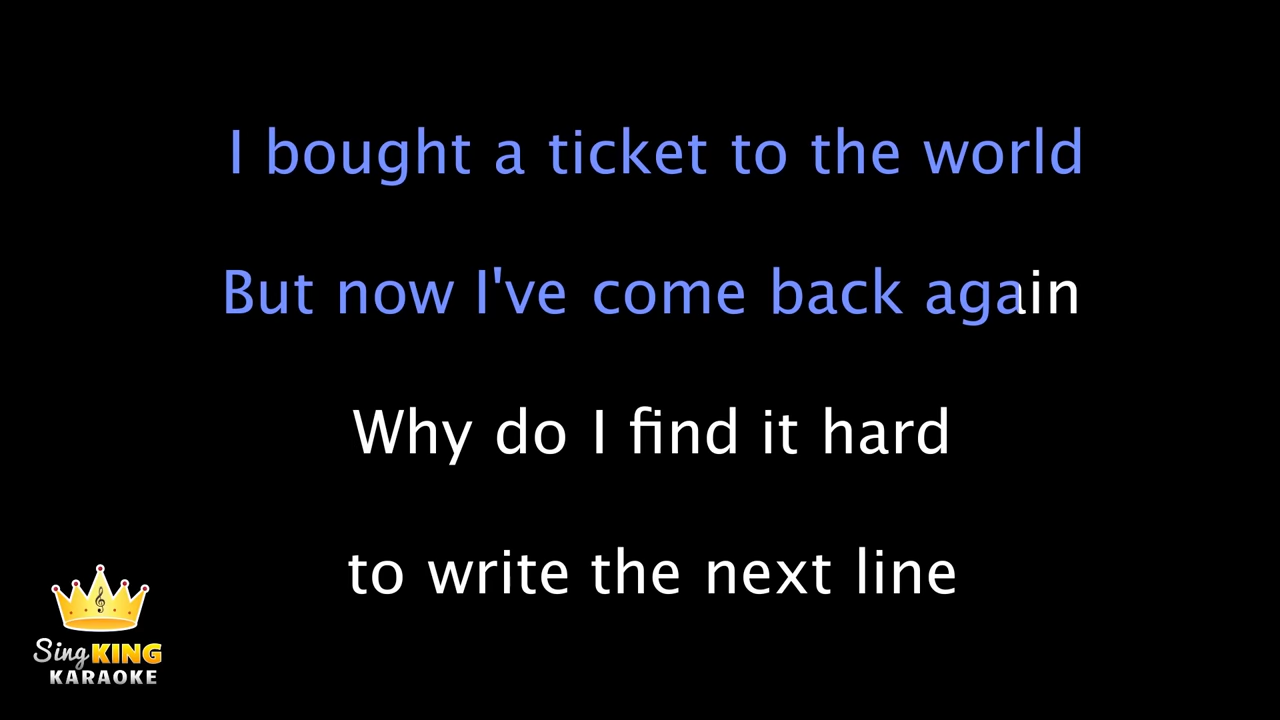 I bought a ticket to the world
But now I've come back again
Why do I find it hard
to write the next line
Sing KING
KARAOKE